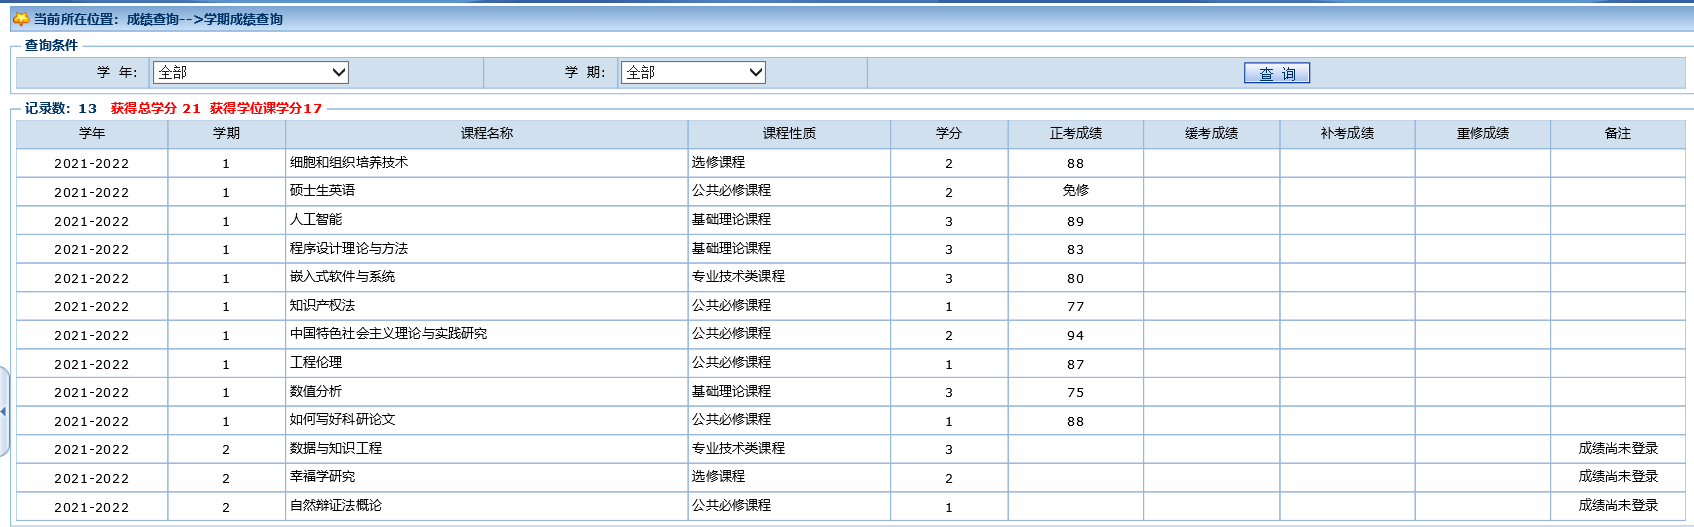 当前所在位置: 成绩查询-->学期成绩查询
查询条件
学 年: 全部 学 期: 全部 查 询
记录数: 13 获得总学分 21 获得学位课学分17
学年 学期 课程名称 课程性质 学分 正考成绩 缓考成绩 补考成绩 重修成绩 备注
2021-2022 1 细胞和组织培养技术 选修课程 2 88
2021-2022 1 硕士生英语 公共必修课程 2 免修
2021-2022 1 人工智能 基础理论课程 3 89
2021-2022 1 程序设计理论与方法 基础理论课程 3 83
2021-2022 1 嵌入式软件与系统 专业技术类课程 3 80
2021-2022 1 知识产权法 公共必修课程 1 77
2021-2022 1 中国特色社会主义理论与实践研究 公共必修课程 2 94
2021-2022 1 工程伦理 公共必修课程 1 87
2021-2022 1 数值分析 基础理论课程 3 75
2021-2022 1 如何写好科研论文 公共必修课程 1 88
2021-2022 2 数据与知识工程 专业技术类课程 3 成绩尚未登录
2021-2022 2 幸福学研究 选修课程 2 成绩尚未登录
2021-2022 2 自然辩证法概论 公共必修课程 1 成绩尚未登录